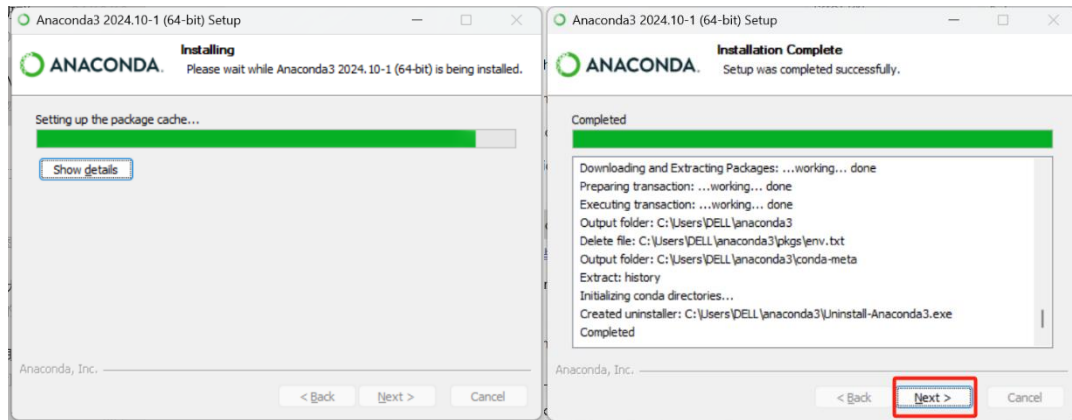 Anaconda3 2024.10-1 (64-bit) Setup
Installing
ANACONDA.
Please wait while Anaconda3 2024.10-1 (64-bit) is being installed.
Setting up the package cache...
Show details
Anaconda, Inc.
< Back
Next >
Cancel
Anaconda3 2024.10-1 (64-bit) Setup
Installation Complete
ANACONDA.
Setup was completed successfully.
Completed
Downloading and Extracting Packages: ...working... done
Preparing transaction: ...working... done
Executing transaction: ...working... done
Output folder: C:\Users\DELL\anaconda3
Delete file: C:\Users\DELL\anaconda3\pkgs\env.txt
Output folder: C:\Users\DELL\anaconda3\conda-meta
Extract: history
Initializing conda directories...
Created uninstaller: C:\Users\DELL\anaconda3\Uninstall-Anaconda3.exe
Completed
Anaconda, Inc.
< Back
Next >
Cancel